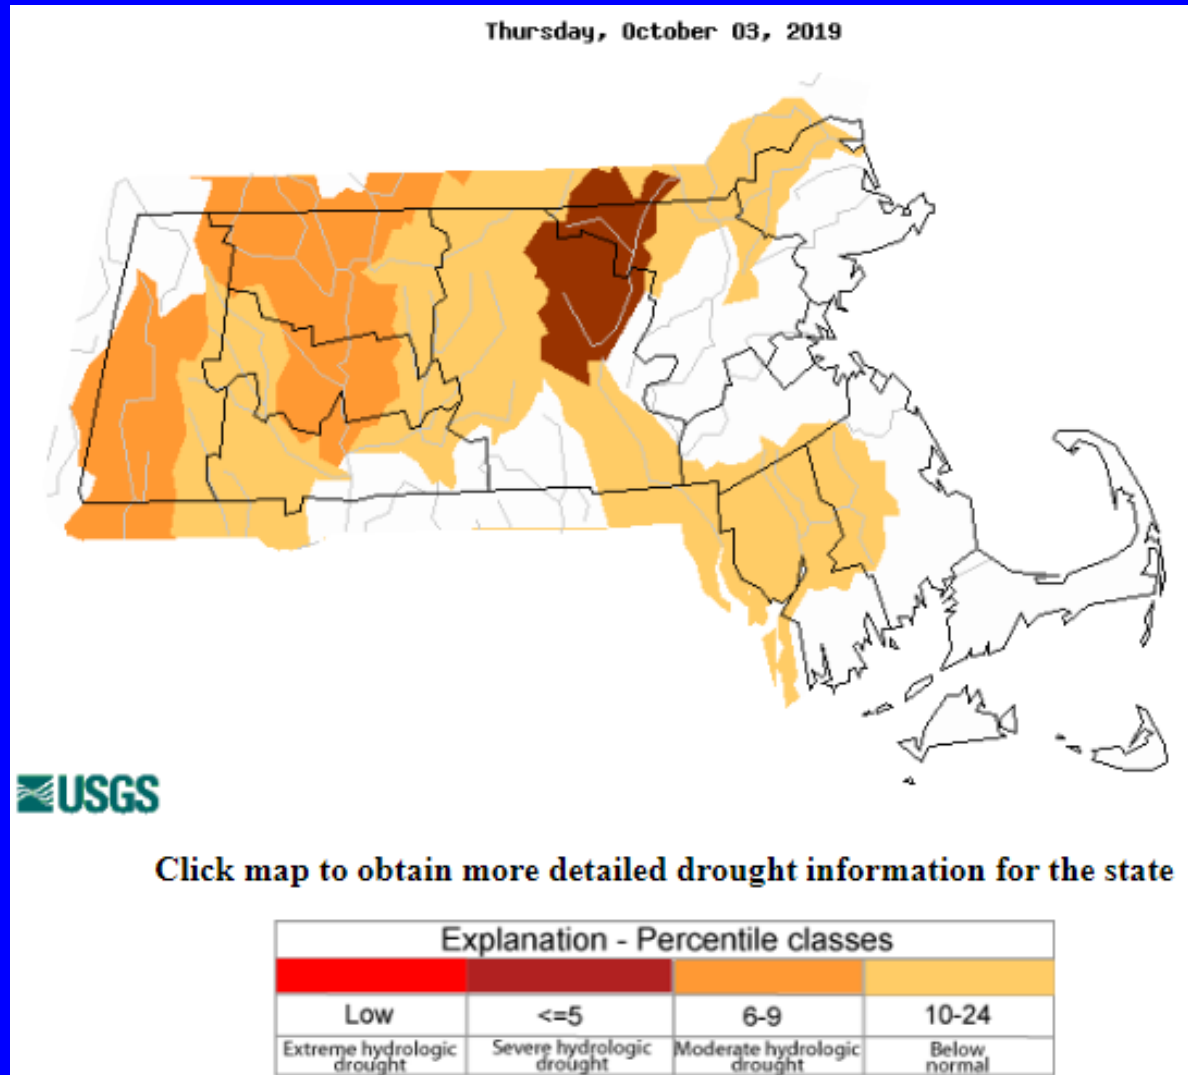 Thursday, October 03, 2019
USGS
Click map to obtain more detailed drought information for the state
Explanation - Percentile classes
Low <=5 6-9 10-24
Extreme hydrologic drought Severe hydrologic drought Moderate hydrologic drought Below normal